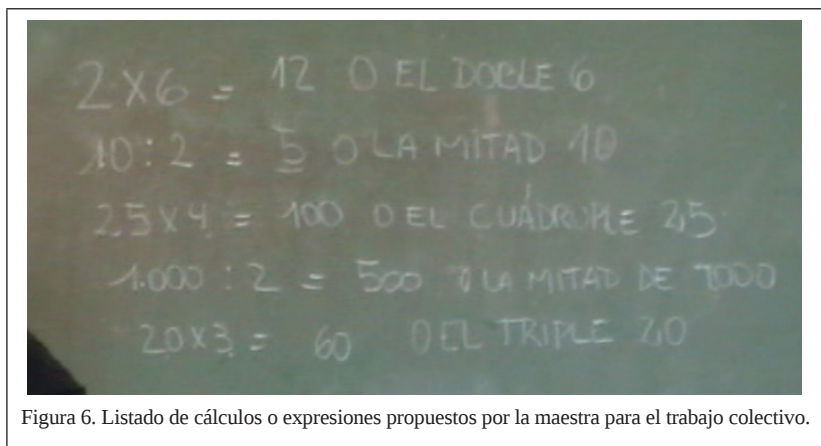 2X6 = 12 O EL DOBLE 6
10:2 = 5 O LA MITAD 10
25X4 = 100 O EL CUÁDRUPLE 25
1.000 : 2 = 500 O LA MITAD DE 1000
20X3 = 60 O EL TRIPLE 20
Figura 6. Listado de cálculos o expresiones propuestos por la maestra para el trabajo colectivo.